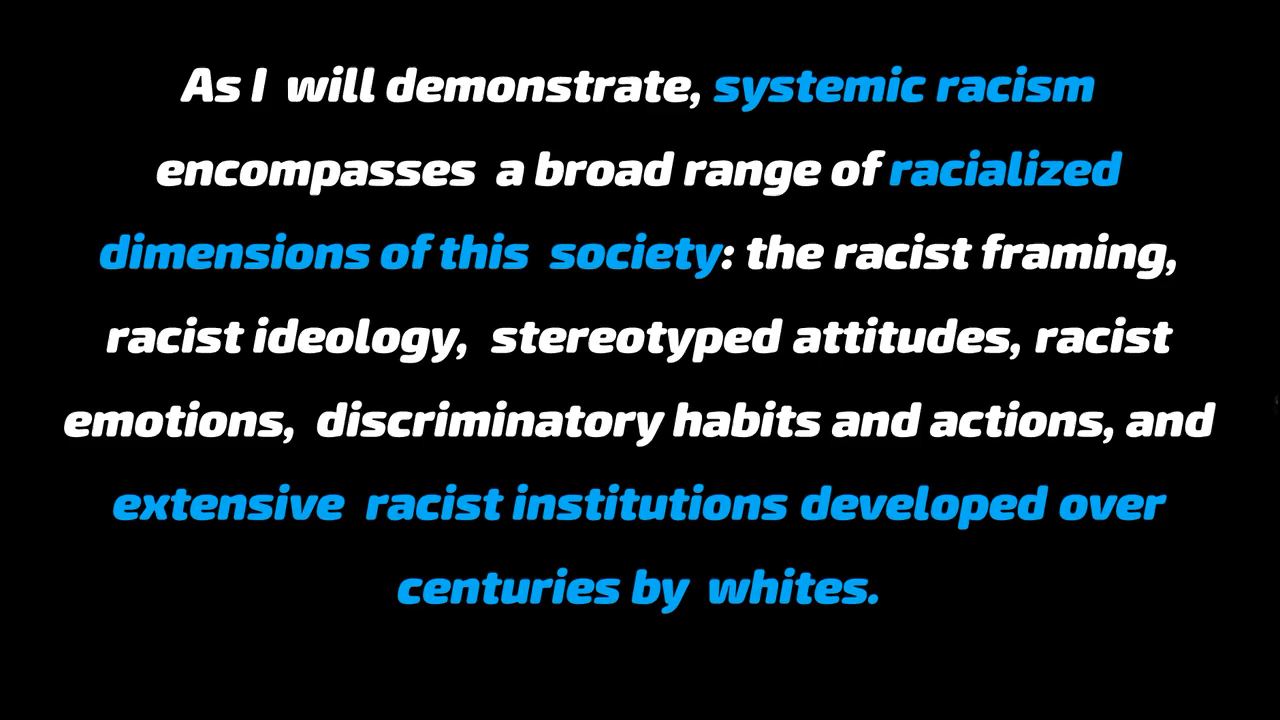 As I will demonstrate, systemic racism
encompasses a broad range of racialized
dimensions of this society: the racist framing,
racist ideology, stereotyped attitudes, racist
emotions, discriminatory habits and actions, and
extensive racist institutions developed over
centuries by whites.